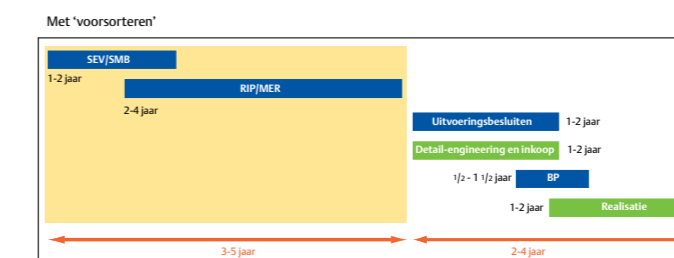 Met ‘voorsorteren’
SEV/SMB
1-2 jaar
RIP/MER
2-4 jaar
Uitvoeringsbesluiten 1-2 jaar
Detail-engineering en inkoop 1-2 jaar
1/2 - 1 1/2 jaar BP
1-2 jaar Realisatie
3-5 jaar 2-4 jaar